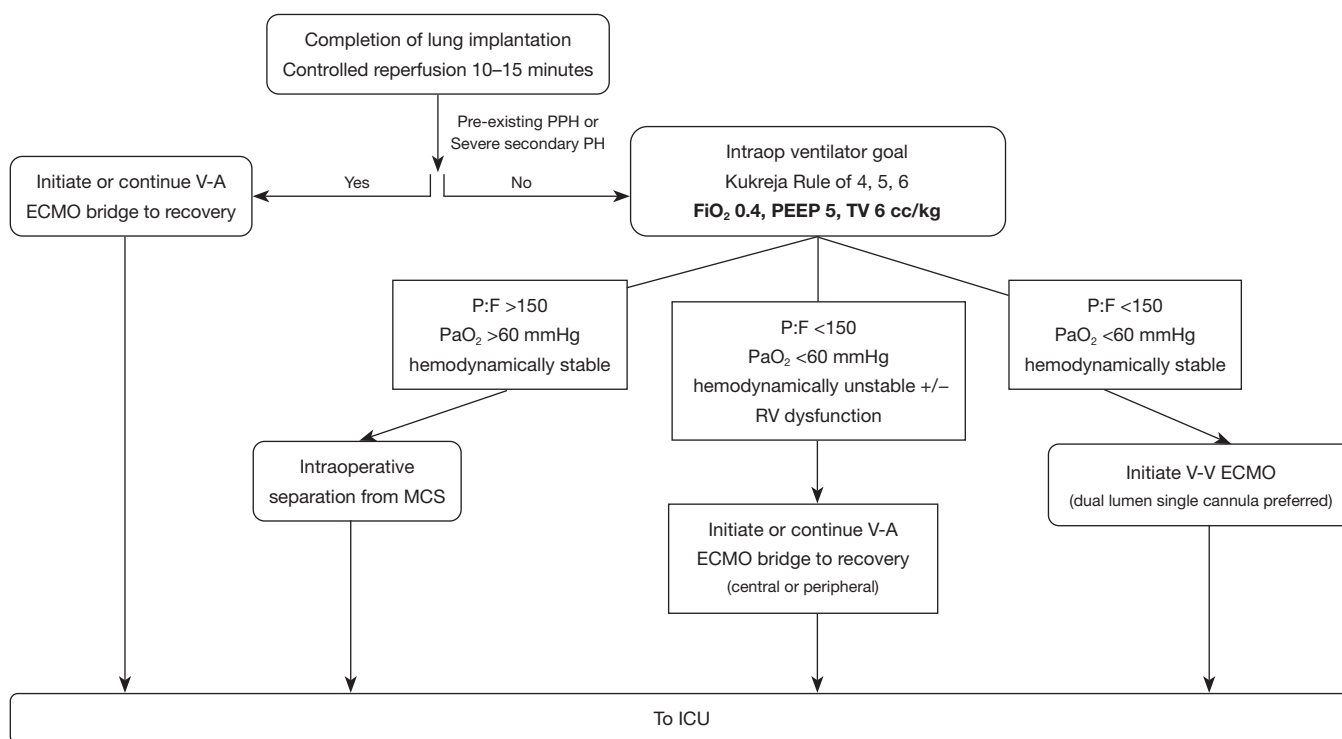 Completion of lung implantation
Controlled reperfusion 10–15 minutes
Pre-existing PPH or
Severe secondary PH
Yes
No
Initiate or continue V-A
ECMO bridge to recovery
Intraop ventilator goal
Kukreja Rule of 4, 5, 6
FiO₂ 0.4, PEEP 5, TV 6 cc/kg
P:F >150
PaO₂ >60 mmHg
hemodynamically stable
P:F <150
PaO₂ <60 mmHg
hemodynamically unstable +/–
RV dysfunction
P:F <150
PaO₂ <60 mmHg
hemodynamically stable
Intraoperative
separation from MCS
Initiate or continue V-A
ECMO bridge to recovery
(central or peripheral)
Initiate V-V ECMO
(dual lumen single cannula preferred)
To ICU